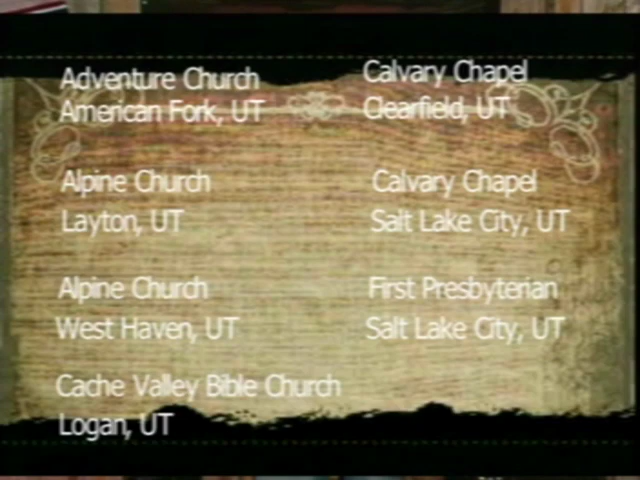 Adventure Church
American Fork, UT
Alpine Church
Layton, UT
Alpine Church
West Haven, UT
Cache Valley Bible Church
Logan, UT
Calvary Chapel
Clearfield, UT
Calvary Chapel
Salt Lake City, UT
First Presbyterian
Salt Lake City, UT